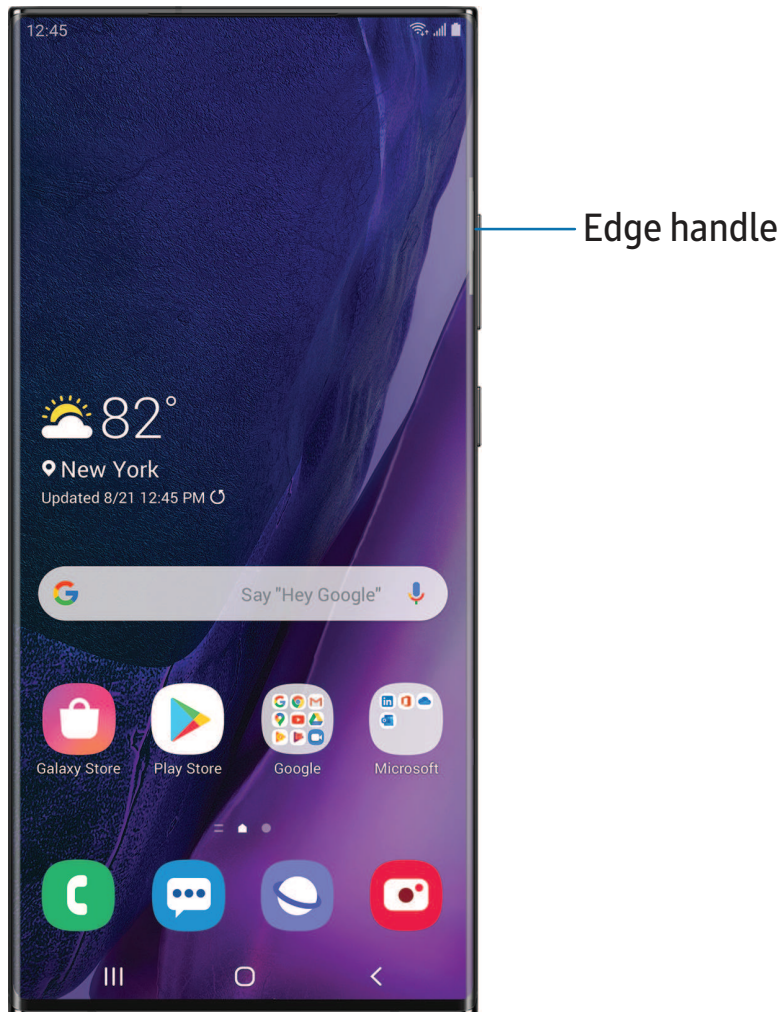 12:45
Edge handle
82°
New York
Updated 8/21 12:45 PM
Say "Hey Google"
Galaxy Store Play Store Google Microsoft